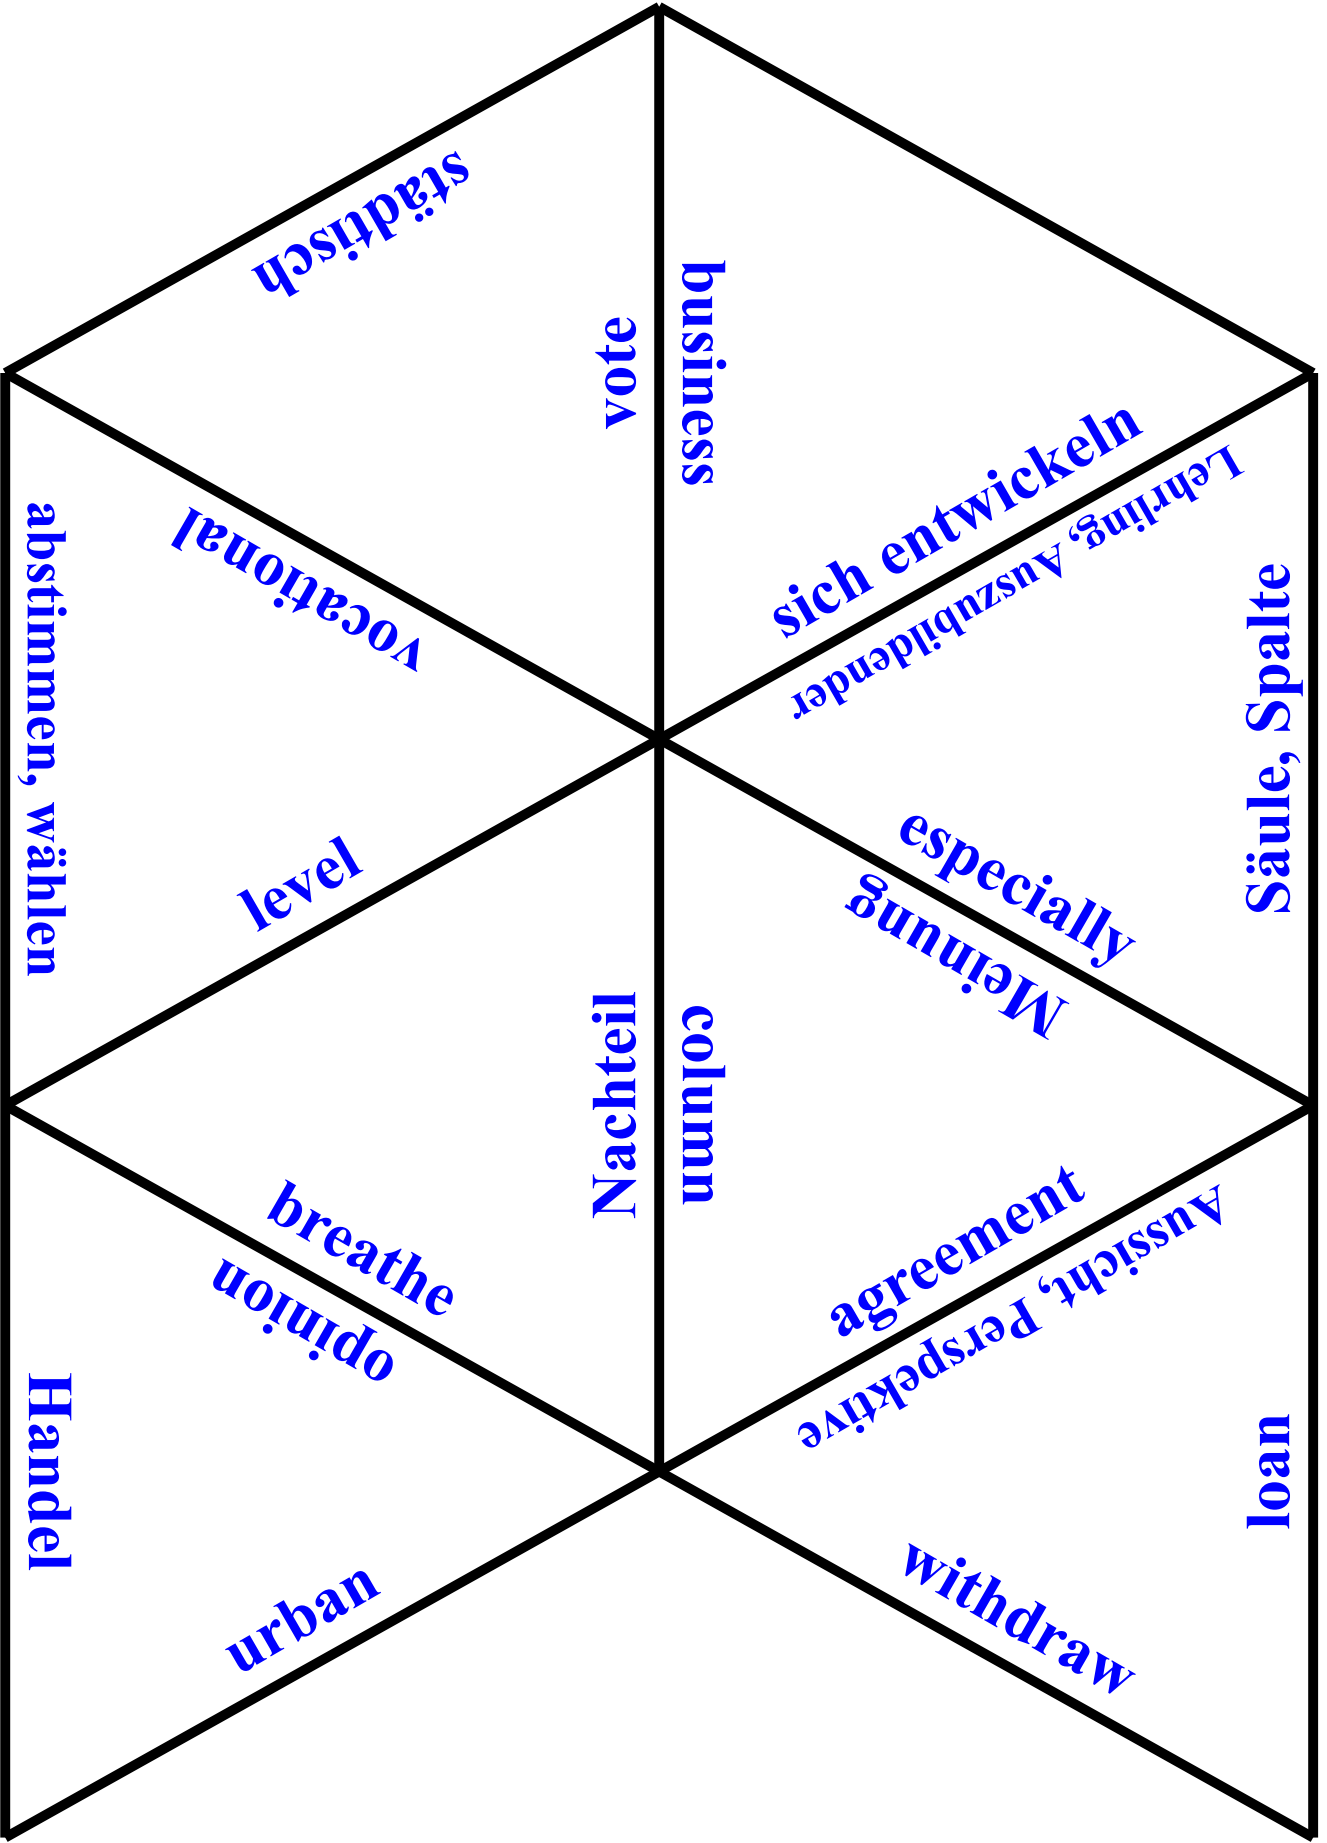 städtisch
vote
business
sich entwickeln
Lehrling, Auszubildender
abstimmen, wählen
vocational
level
Säule, Spalte
especially
Meinung
Nachteil
column
breathe
opinion
agreement
Aussicht, Perspektive
Handel
urban
loan
withdraw